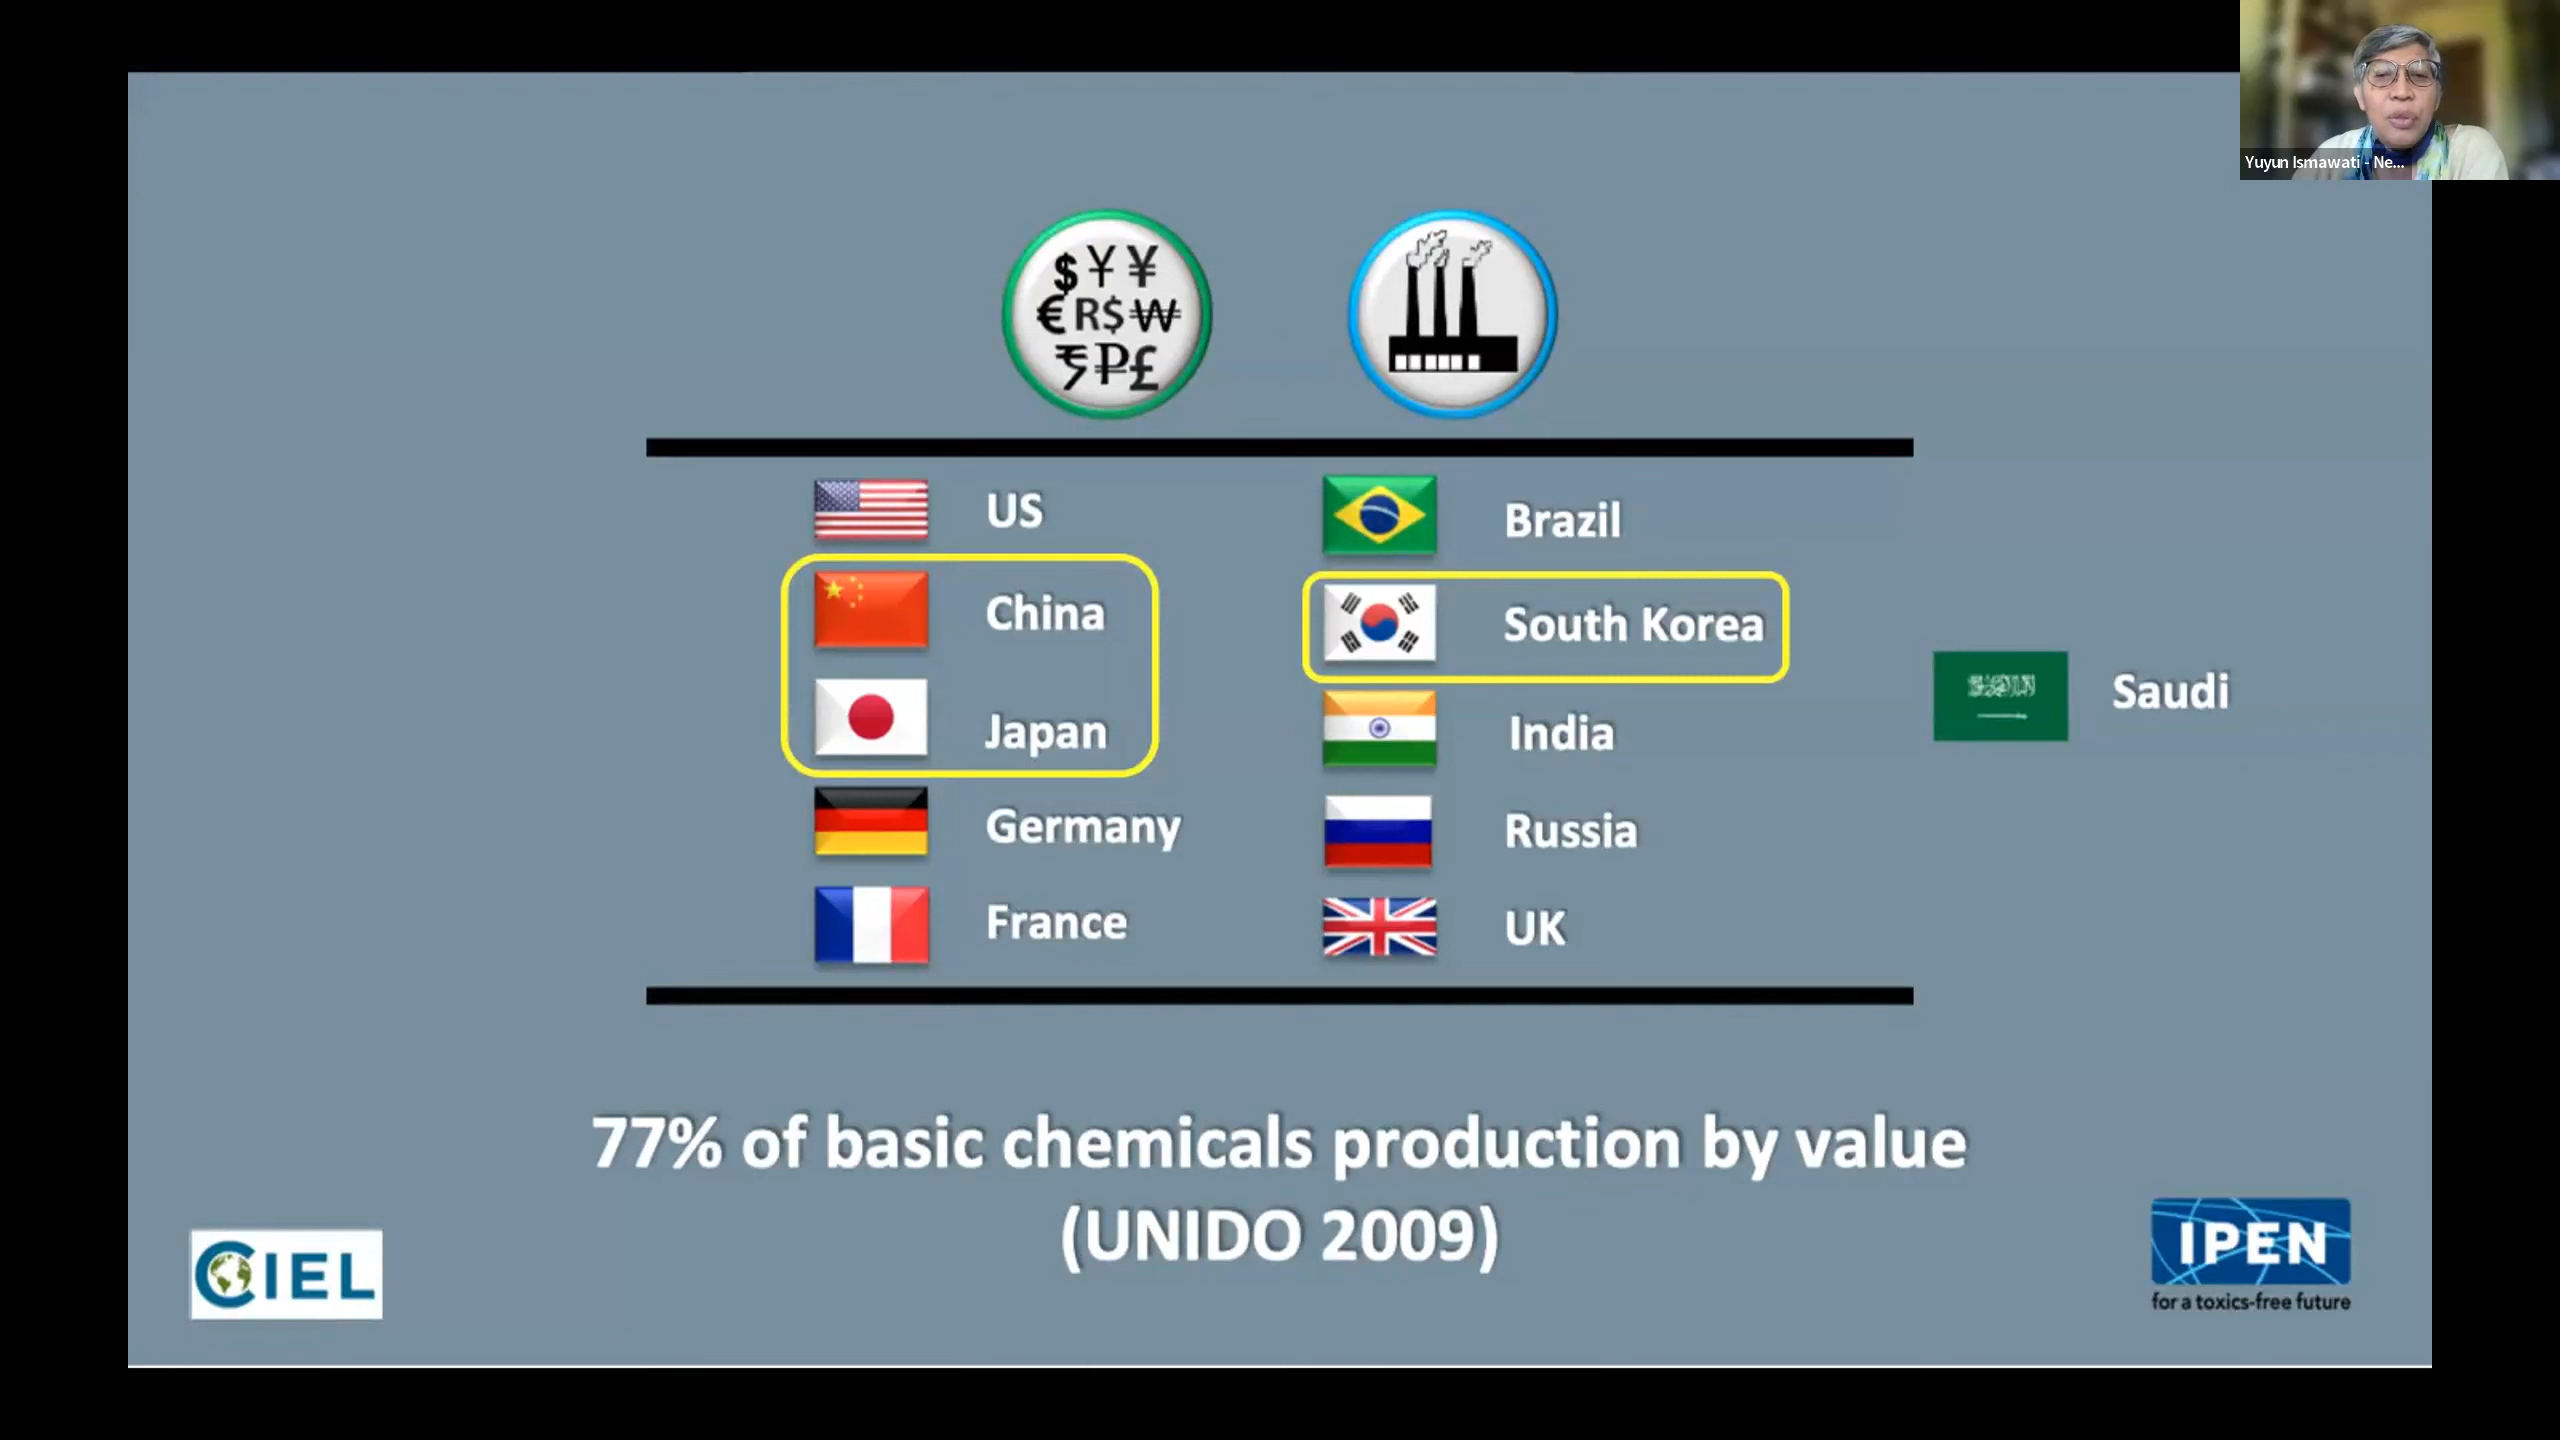 Yuyun Ismawati - Ne...
$ ¥ ¥
€ R$ ₩
₹ ₽ £
US
China
Japan
Germany
France
Brazil
South Korea
India
Russia
UK
Saudi
77% of basic chemicals production by value
(UNIDO 2009)
CIEL
IPEN
for a toxics-free future